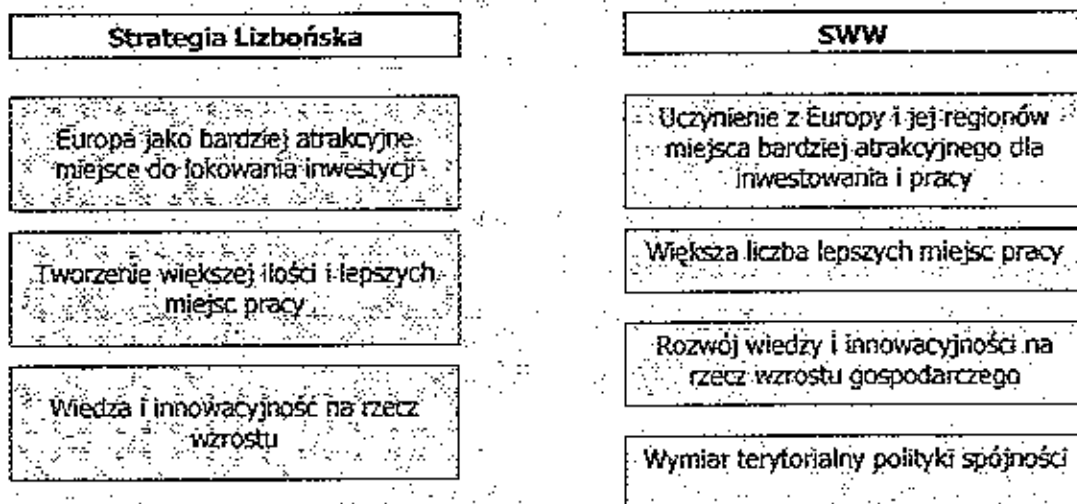 Strategia Lizbońska
Europa jako bardziej atrakcyjne
miejsce do lokowania inwestycji
Tworzenie większej ilości i lepszych
miejsc pracy
Wiedza i innowacyjność na rzecz
wzrostu
SWW
Uczynienie z Europy i jej regionów
miejsca bardziej atrakcyjnego dla
inwestowania i pracy
Większa liczba lepszych miejsc pracy
Rozwój wiedzy i innowacyjności na
rzecz wzrostu gospodarczego
Wymiar terytorialny polityki spójności